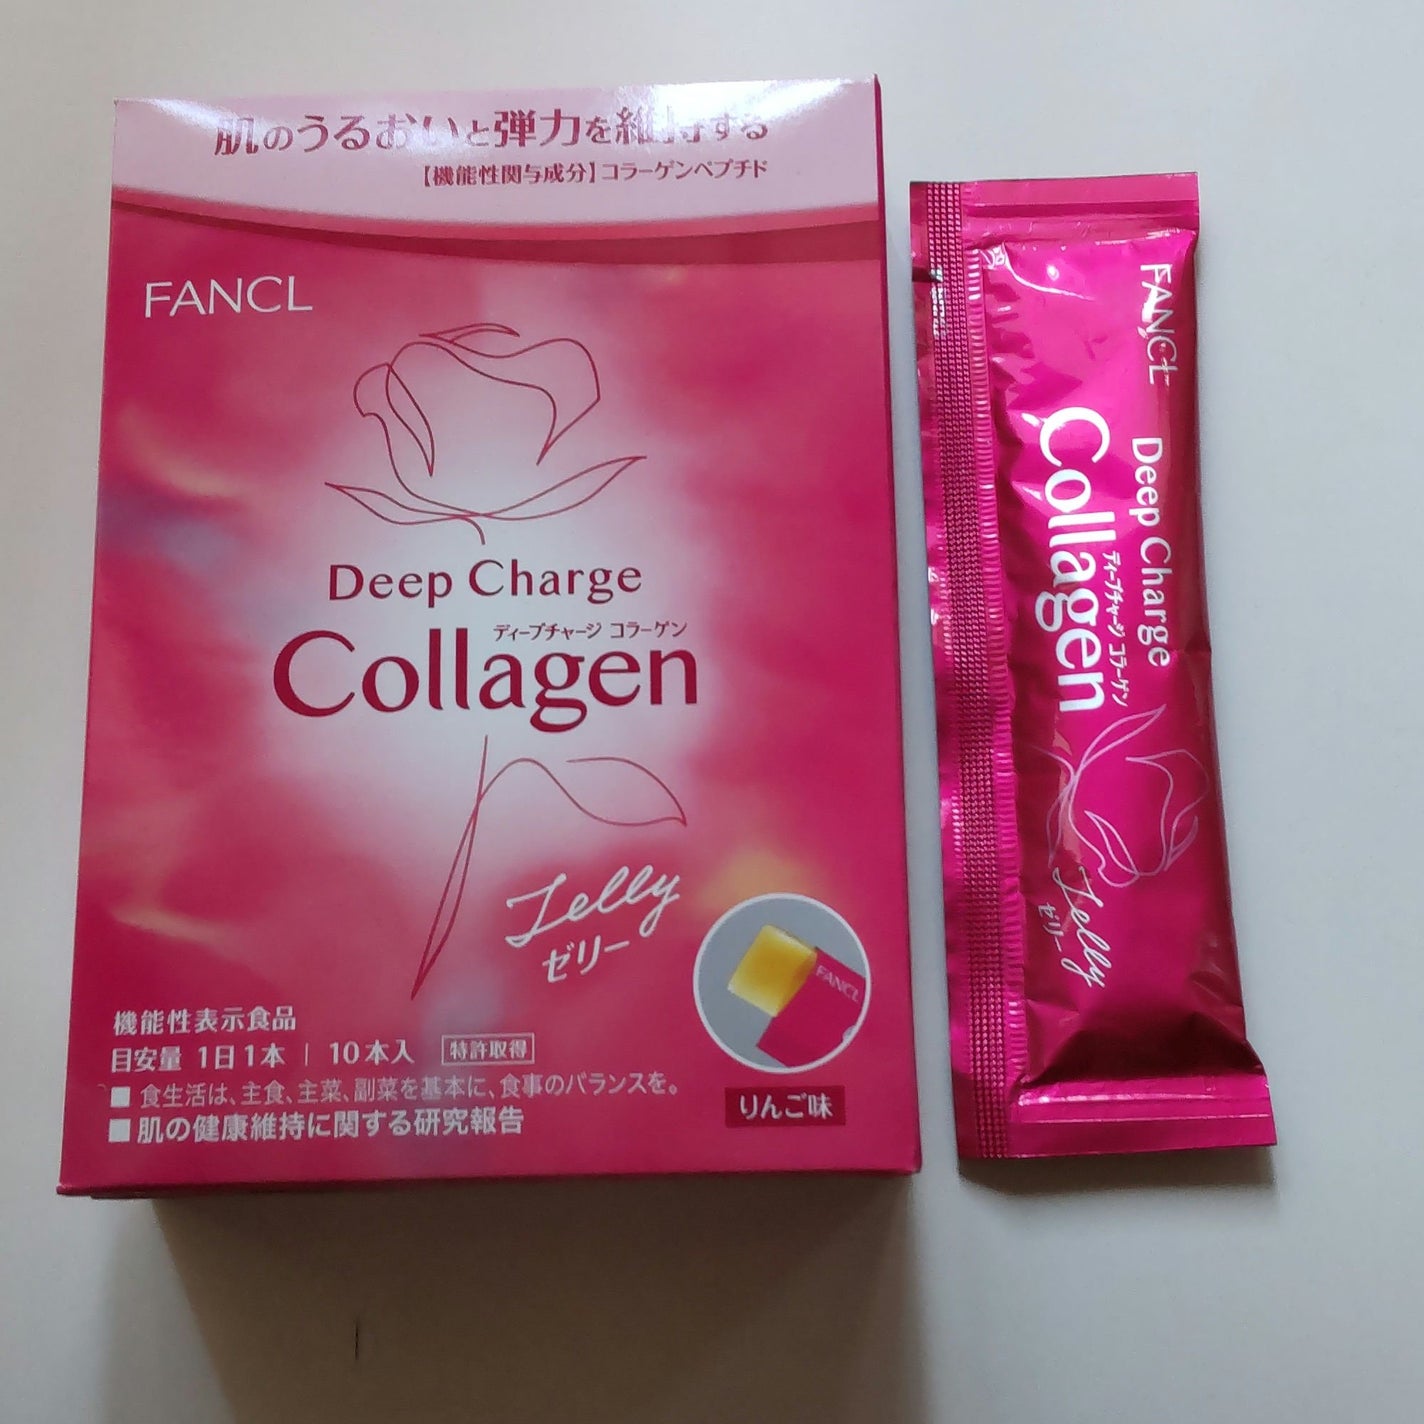 肌のうるおいと弾力を維持する
【機能性関与成分】コラーゲンペプチド
FANCL
Deep Charge
ディープチャージ コラーゲン
Collagen
Jelly
ゼリー
FANCL
りんご味
機能性表示食品
目安量 1日1本 | 10本入 特許取得
■ 食生活は、主食、主菜、副菜を基本に、食事のバランスを。
■ 肌の健康維持に関する研究報告
FANCL
Deep Charge
ディープチャージ コラーゲン
Collagen
Jelly
ゼリー